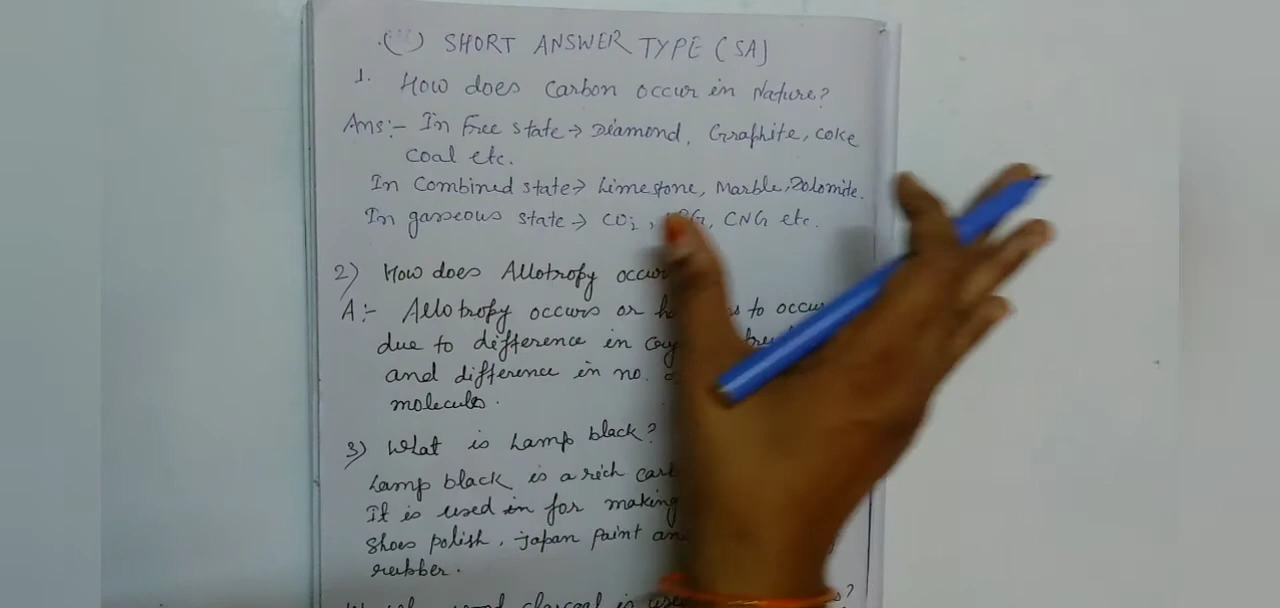 SHORT ANSWER TYPE (SA)
1. How does Carbon occur in Nature?
Ans:- In Free state → Diamond, Graphite, Coke
Coal etc.
In Combined state → Limestone, Marble, Dolomite.
In gaseous state → CO2, CNG etc.
2) How does Allotropy
A:- Allotropy occurs or to
due to difference in
and difference in no.
molecules.
3) What is Lamp black?
Lamp black is a rich
It is used in for making
Shoes polish, japan paint
rubber.
is